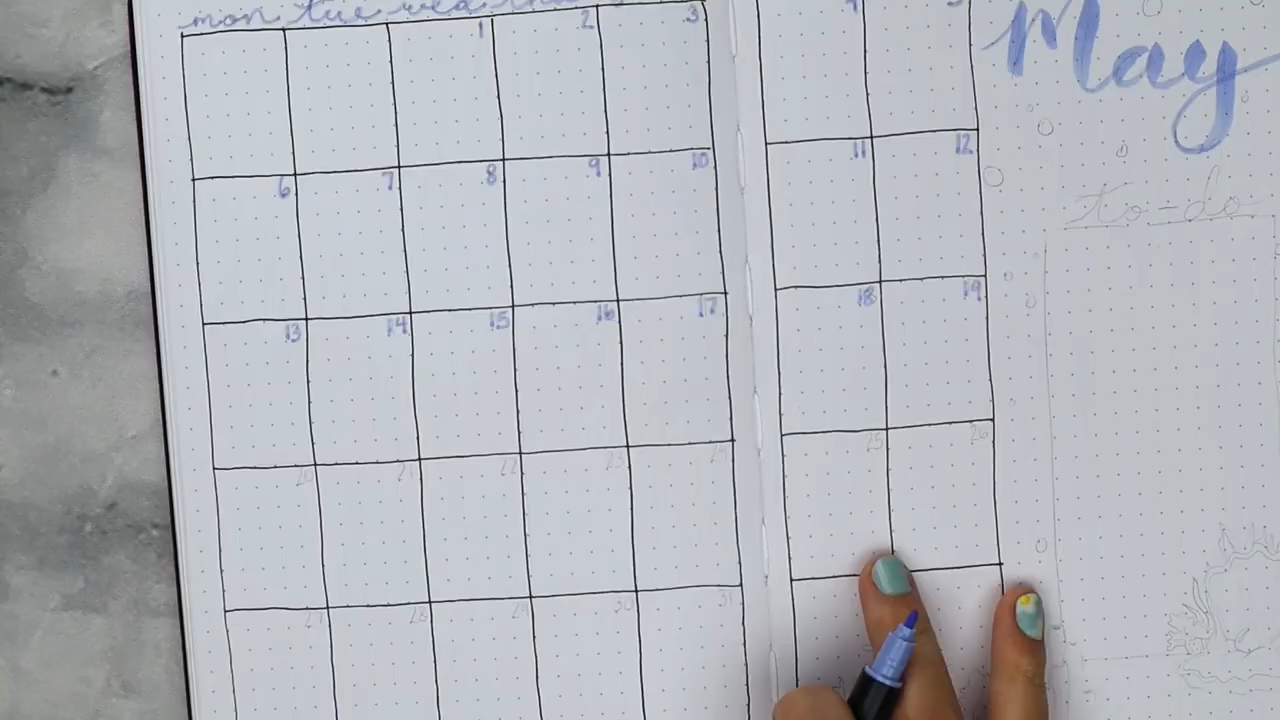 mon tue wed
May
1 2 3 4 5
to-do
6 7 8 9 10 11 12
13 14 15 16 17 18 19
20 21 22 23 24 25 26
27 28 29 30 31